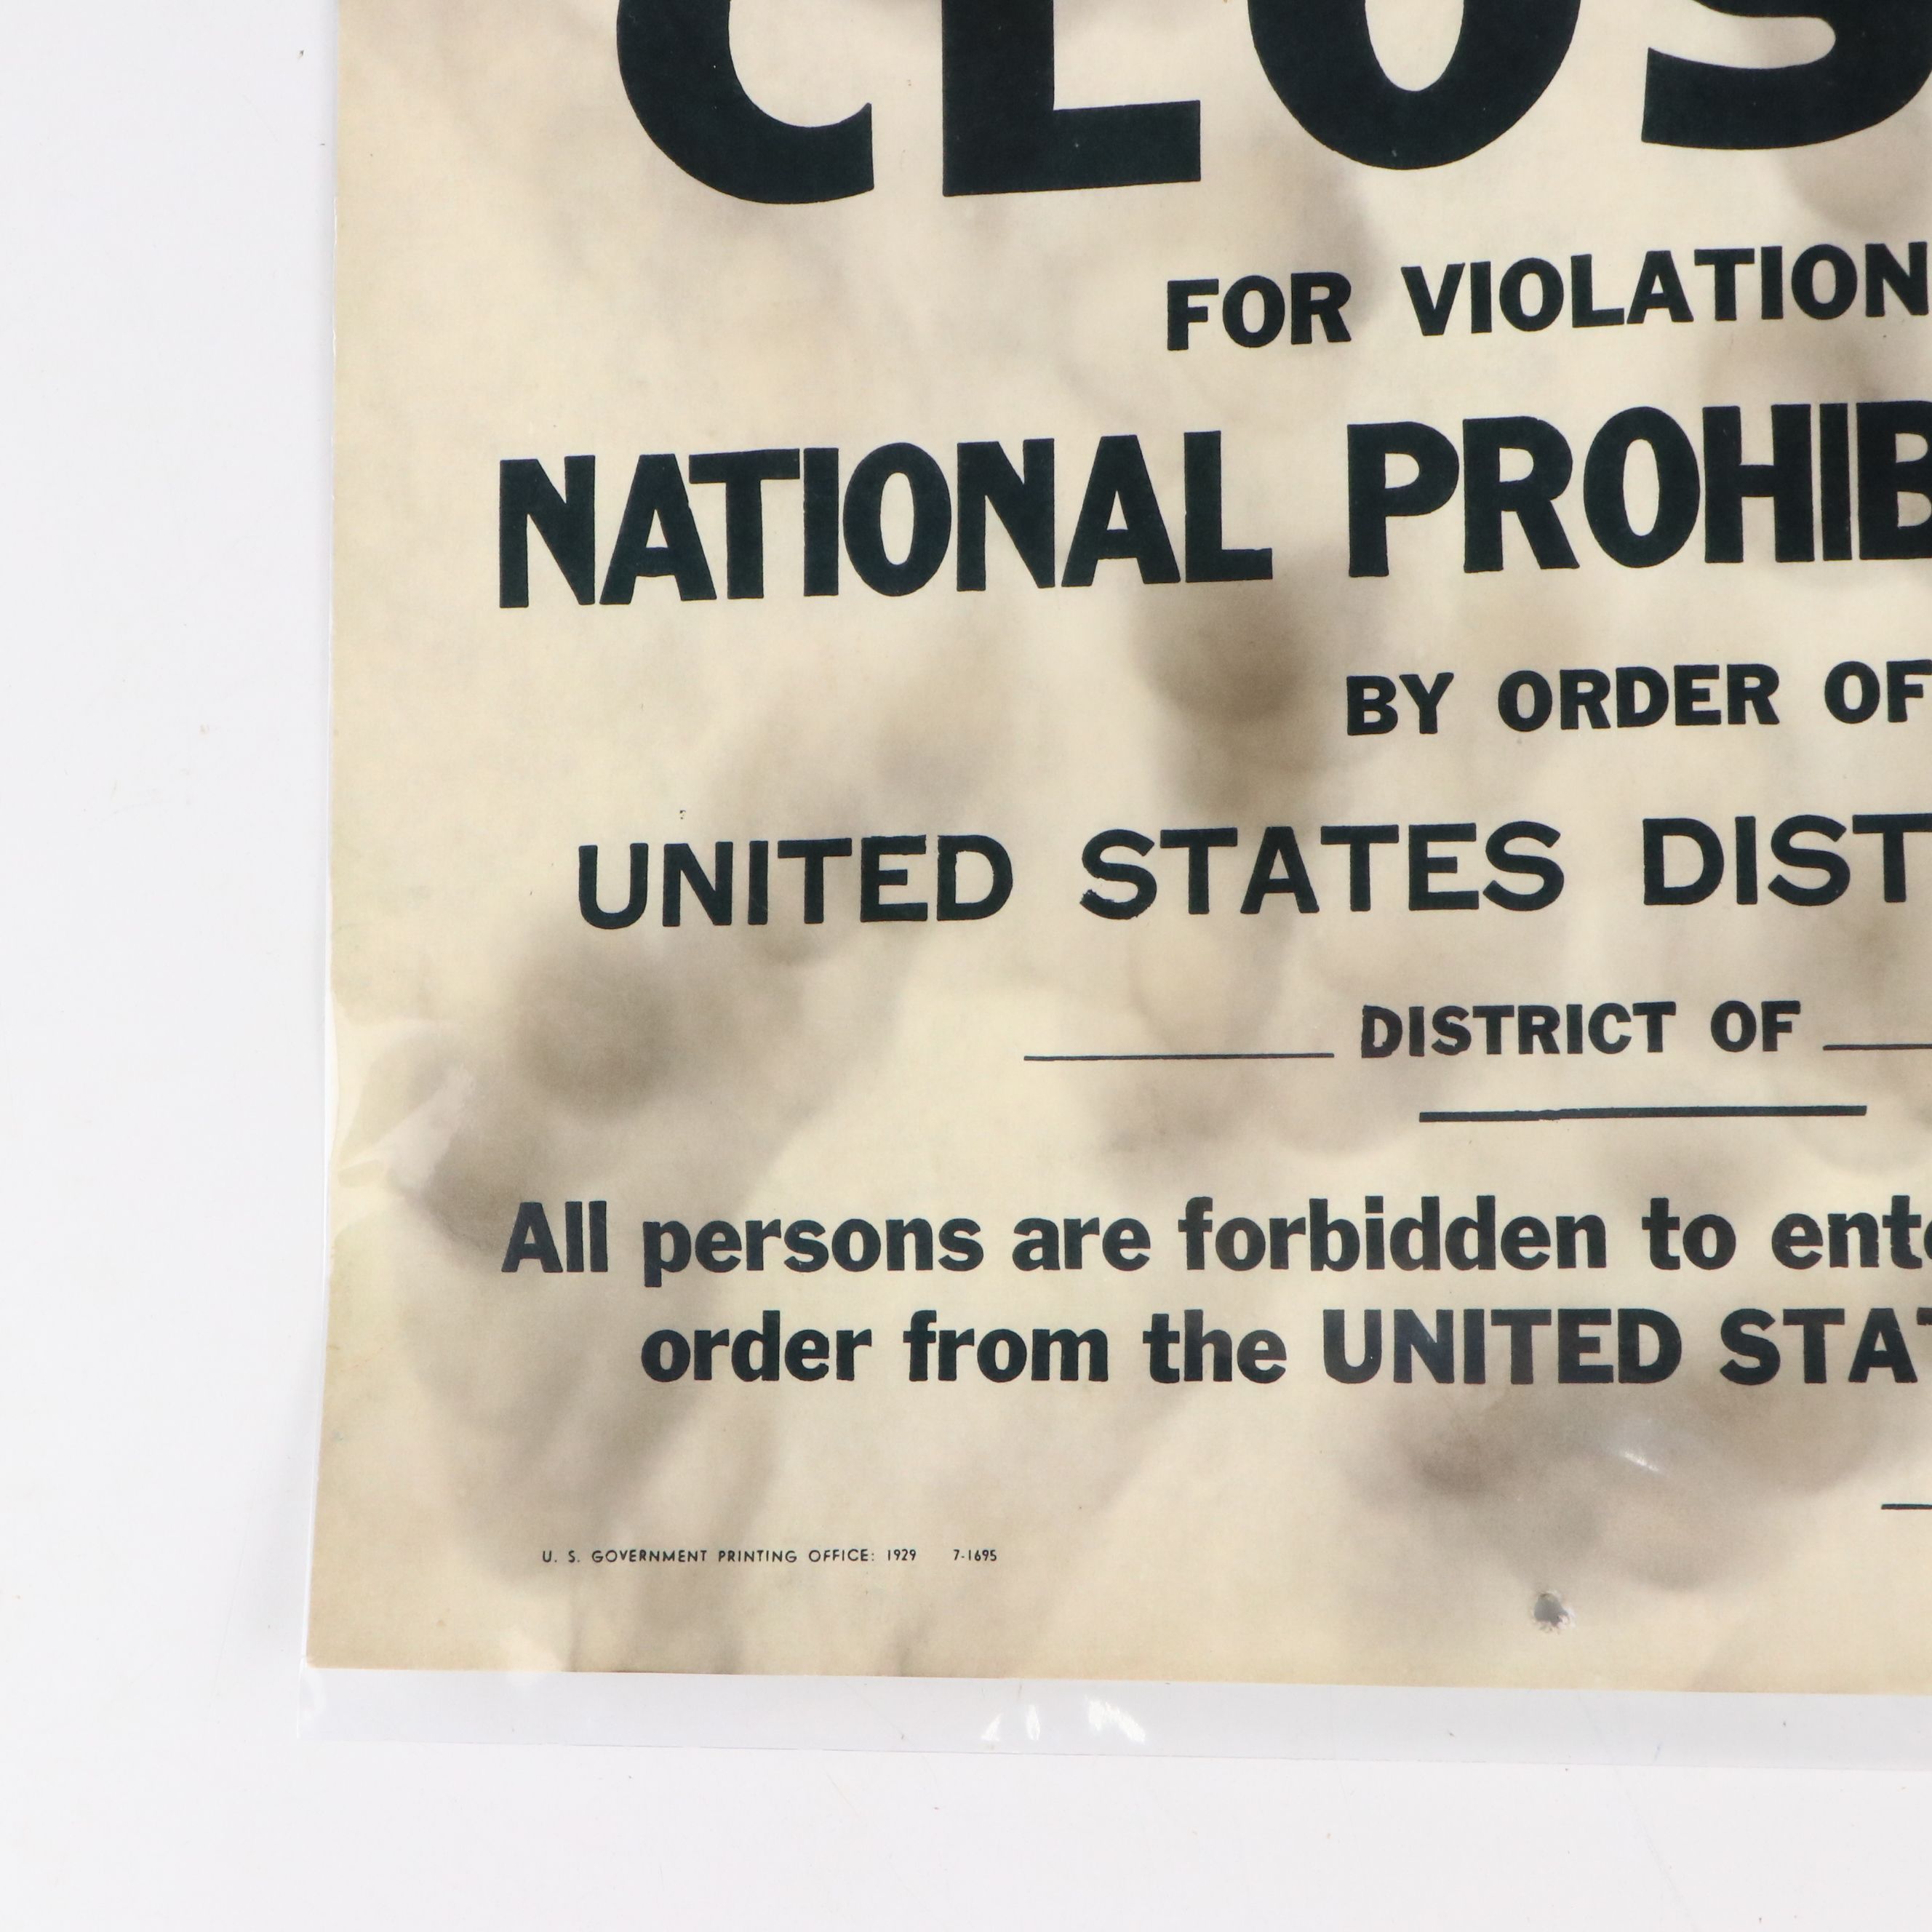 CLOS
FOR VIOLATION
NATIONAL PROHIB
BY ORDER OF
UNITED STATES DIST
DISTRICT OF
All persons are forbidden to ente
order from the UNITED STAT
U. S. GOVERNMENT PRINTING OFFICE: 1929 7-1695